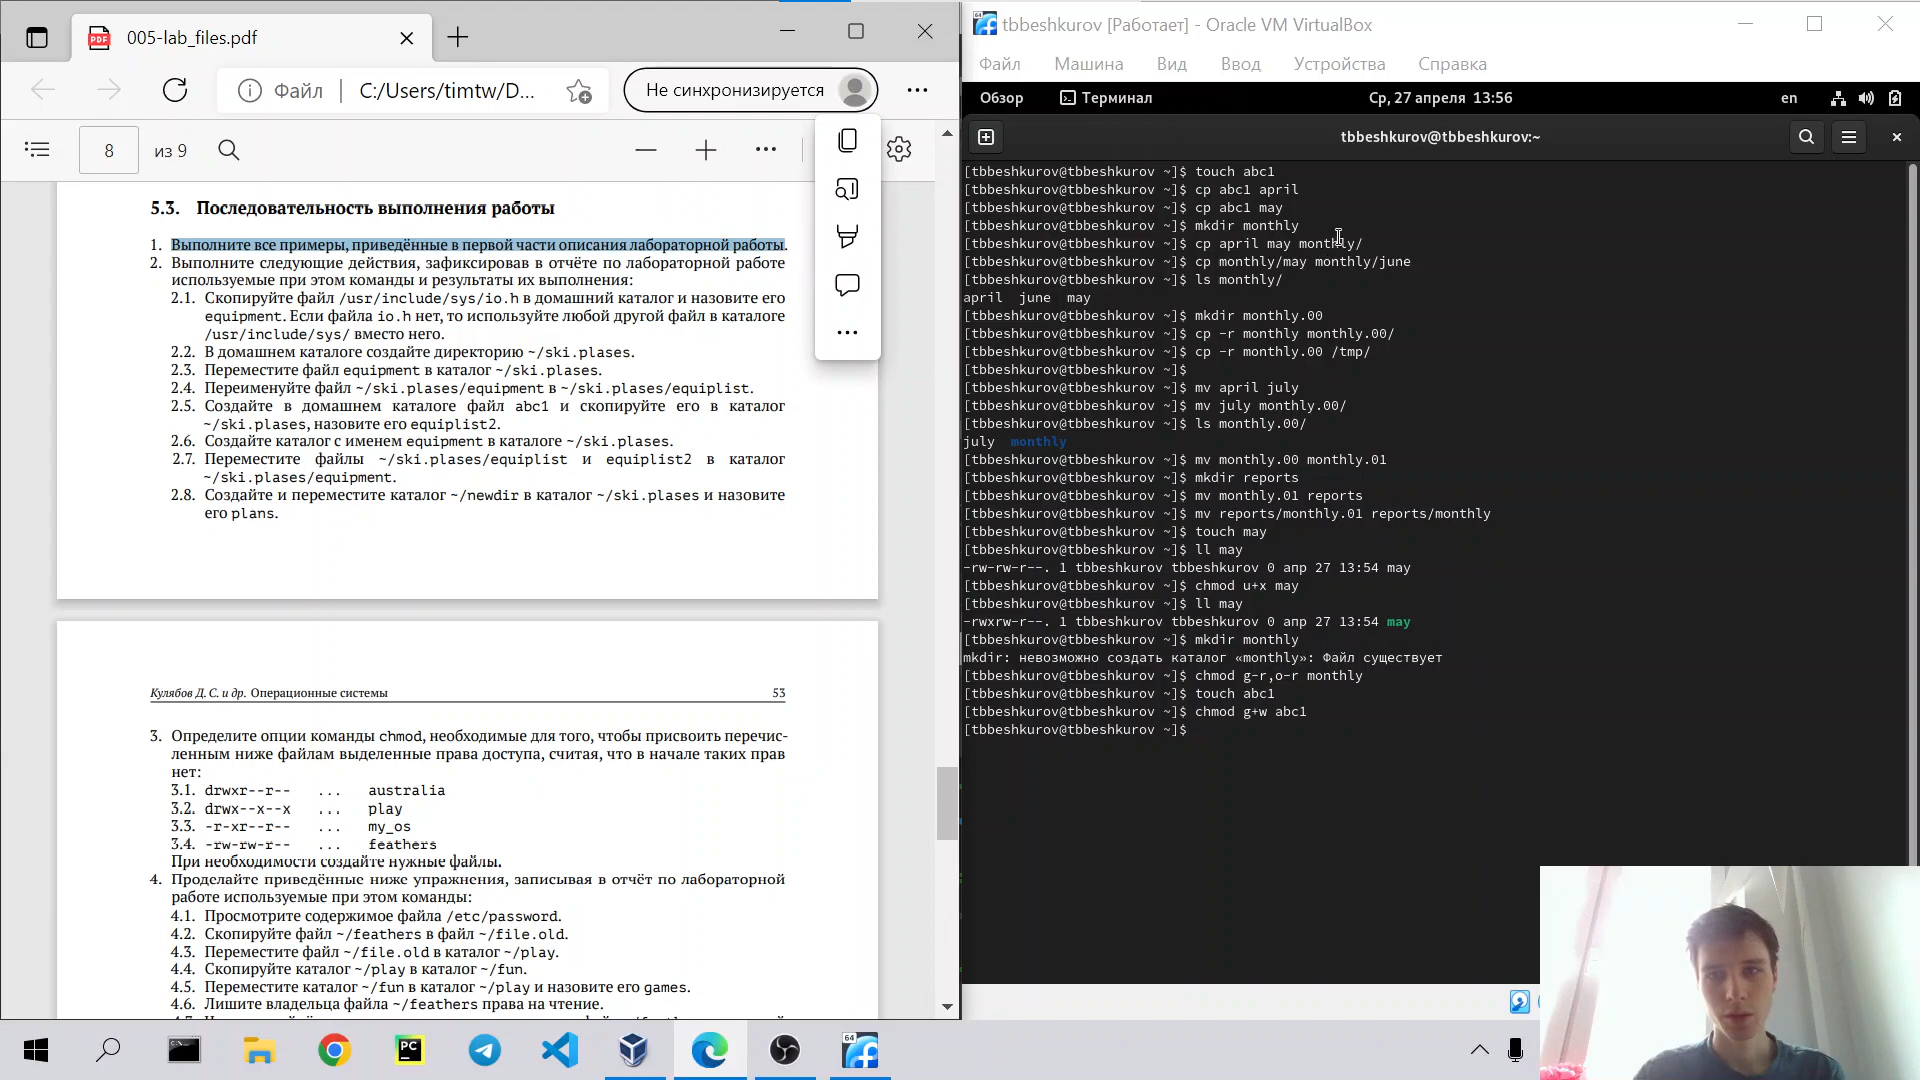 005-lab_files.pdf
Файл
C:/Users/timtw/D...
Не синхронизируется
8
из 9
5.3. Последовательность выполнения работы
1. Выполните все примеры, приведённые в первой части описания лабораторной работы.
2. Выполните следующие действия, зафиксировав в отчёте по лабораторной работе
используемые при этом команды и результаты их выполнения:
2.1. Скопируйте файл /usr/include/sys/io.h в домашний каталог и назовите его
equipment. Если файла io.h нет, то используйте любой другой файл в каталоге
/usr/include/sys/ вместо него.
2.2. В домашнем каталоге создайте директорию ~/ski.plases.
2.3. Переместите файл equipment в каталог ~/ski.plases.
2.4. Переименуйте файл ~/ski.plases/equipment в ~/ski.plases/equiplist.
2.5. Создайте в домашнем каталоге файл abc1 и скопируйте его в каталог
~/ski.plases, назовите его equiplist2.
2.6. Создайте каталог с именем equipment в каталоге ~/ski.plases.
2.7. Переместите файлы ~/ski.plases/equiplist и equiplist2 в каталог
~/ski.plases/equipment.
2.8. Создайте и переместите каталог ~/newdir в каталог ~/ski.plases и назовите
его plans.
Кулябов Д. С. и др. Операционные системы 53
3. Определите опции команды chmod, необходимые для того, чтобы присвоить перечис-
ленным ниже файлам выделенные права доступа, считая, что в начале таких прав
нет:
3.1. drwxr--r-- ... australia
3.2. drwx--x--x ... play
3.3. -r-xr--r-- ... my_os
3.4. -rw-rw-r-- ... feathers
При необходимости создайте нужные файлы.
4. Проделайте приведённые ниже упражнения, записывая в отчёт по лабораторной
работе используемые при этом команды:
4.1. Просмотрите содержимое файла /etc/password.
4.2. Скопируйте файл ~/feathers в файл ~/file.old.
4.3. Переместите файл ~/file.old в каталог ~/play.
4.4. Скопируйте каталог ~/play в каталог ~/fun.
4.5. Переместите каталог ~/fun в каталог ~/play и назовите его games.
4.6. Лишите владельца файла ~/feathers права на чтение.
tbbeshkurov [Работает] - Oracle VM VirtualBox
Файл Машина Вид Ввод Устройства Справка
Обзор Терминал Ср, 27 апреля 13:56 en
tbbeshkurov@tbbeshkurov:~
[tbbeshkurov@tbbeshkurov ~]$ touch abc1
[tbbeshkurov@tbbeshkurov ~]$ cp abc1 april
[tbbeshkurov@tbbeshkurov ~]$ cp abc1 may
[tbbeshkurov@tbbeshkurov ~]$ mkdir monthly
[tbbeshkurov@tbbeshkurov ~]$ cp april may monthly/
[tbbeshkurov@tbbeshkurov ~]$ cp monthly/may monthly/june
[tbbeshkurov@tbbeshkurov ~]$ ls monthly/
april june may
[tbbeshkurov@tbbeshkurov ~]$ mkdir monthly.00
[tbbeshkurov@tbbeshkurov ~]$ cp -r monthly monthly.00/
[tbbeshkurov@tbbeshkurov ~]$ cp -r monthly.00 /tmp/
[tbbeshkurov@tbbeshkurov ~]$
[tbbeshkurov@tbbeshkurov ~]$ mv april july
[tbbeshkurov@tbbeshkurov ~]$ mv july monthly.00/
[tbbeshkurov@tbbeshkurov ~]$ ls monthly.00/
july monthly
[tbbeshkurov@tbbeshkurov ~]$ mv monthly.00 monthly.01
[tbbeshkurov@tbbeshkurov ~]$ mkdir reports
[tbbeshkurov@tbbeshkurov ~]$ mv monthly.01 reports
[tbbeshkurov@tbbeshkurov ~]$ mv reports/monthly.01 reports/monthly
[tbbeshkurov@tbbeshkurov ~]$ touch may
[tbbeshkurov@tbbeshkurov ~]$ ll may
-rw-rw-r--. 1 tbbeshkurov tbbeshkurov 0 апр 27 13:54 may
[tbbeshkurov@tbbeshkurov ~]$ chmod u+x may
[tbbeshkurov@tbbeshkurov ~]$ ll may
-rwxrw-r--. 1 tbbeshkurov tbbeshkurov 0 апр 27 13:54 may
[tbbeshkurov@tbbeshkurov ~]$ mkdir monthly
mkdir: невозможно создать каталог «monthly»: Файл существует
[tbbeshkurov@tbbeshkurov ~]$ chmod g-r,o-r monthly
[tbbeshkurov@tbbeshkurov ~]$ touch abc1
[tbbeshkurov@tbbeshkurov ~]$ chmod g+w abc1
[tbbeshkurov@tbbeshkurov ~]$